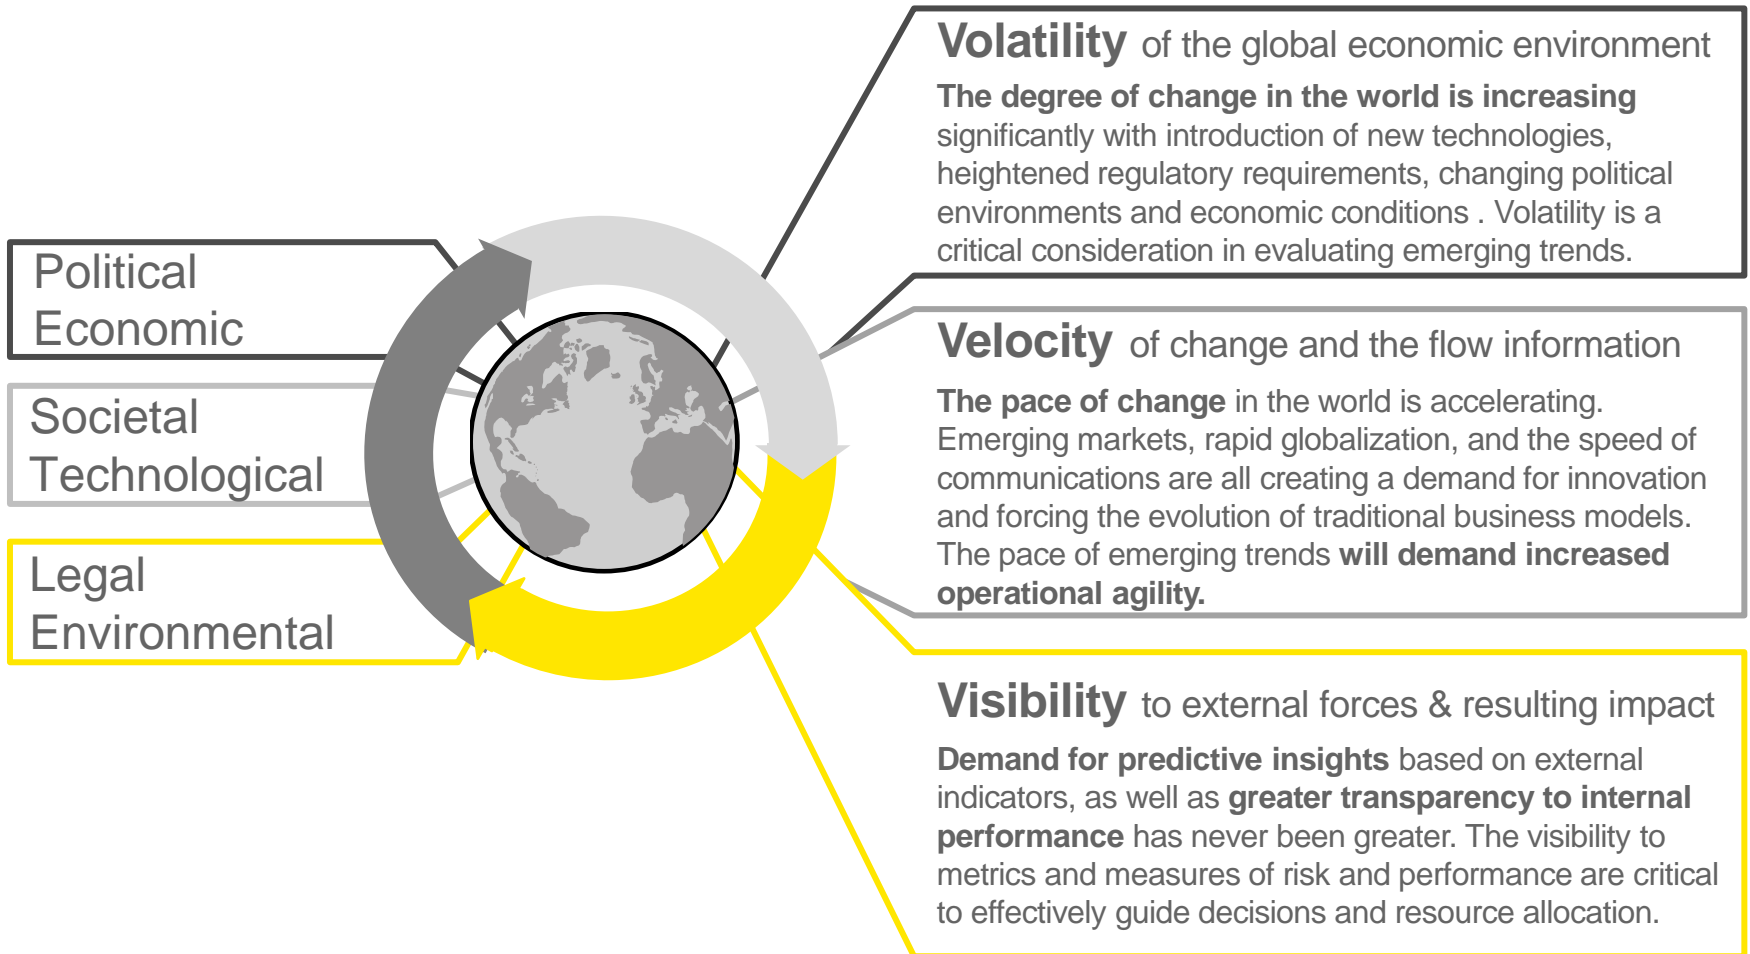 Political
Economic
Societal
Technological
Legal
Environmental
Volatility of the global economic environment
The degree of change in the world is increasing
significantly with introduction of new technologies,
heightened regulatory requirements, changing political
environments and economic conditions . Volatility is a
critical consideration in evaluating emerging trends.
Velocity of change and the flow information
The pace of change in the world is accelerating.
Emerging markets, rapid globalization, and the speed of
communications are all creating a demand for innovation
and forcing the evolution of traditional business models.
The pace of emerging trends will demand increased
operational agility.
Visibility to external forces & resulting impact
Demand for predictive insights based on external
indicators, as well as greater transparency to internal
performance has never been greater. The visibility to
metrics and measures of risk and performance are critical
to effectively guide decisions and resource allocation.